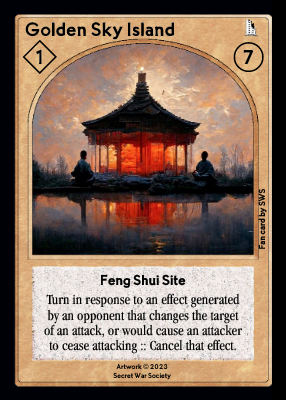 Golden Sky Island
1
7
Fan card by SWS
Feng Shui Site
Turn in response to an effect generated
by an opponent that changes the target
of an attack, or would cause an attacker
to cease attacking :: Cancel that effect.
Artwork © 2023
Secret War Society